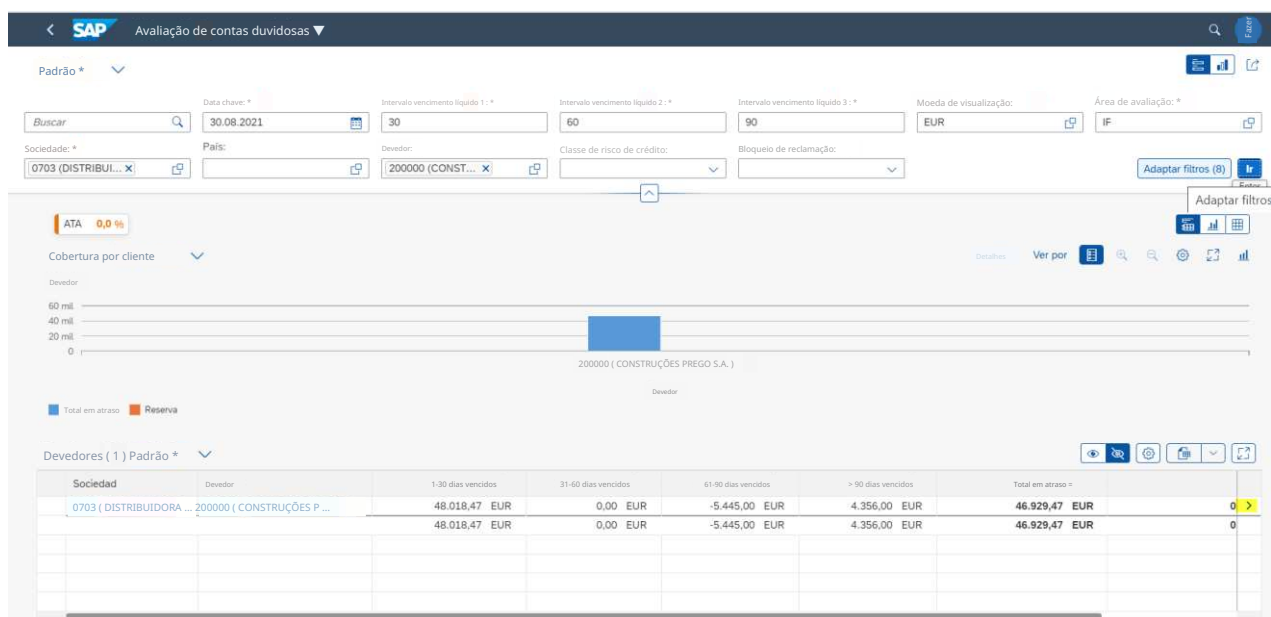 SAP Avaliação de contas duvidosas ▼ Fazer
Padrão *
Data chave: * Intervalo vencimento líquido 1 : * Intervalo vencimento líquido 2 : * Intervalo vencimento líquido 3 : * Moeda de visualização: Área de avaliação: *
Buscar 30.08.2021 30 60 90 EUR IF
Sociedade: * País: Devedor: Classe de risco de crédito: Bloqueio de reclamação:
0703 (DISTRIBUI... × 200000 (CONST... × Adaptar filtros (8) Ir
Enter
Adaptar filtros
ATA 0,0 %
Cobertura por cliente Detalhes Ver por
Devedor
60 mil
40 mil
20 mil
0
200000 ( CONSTRUÇÕES PREGO S.A. )
Devedor
Total em atraso Reserva
Devedores ( 1 ) Padrão *
Sociedad Devedor 1-30 dias vencidos 31-60 dias vencidos 61-90 dias vencidos > 90 dias vencidos Total em atraso =
0703 ( DISTRIBUIDORA ... 200000 ( CONSTRUÇÕES P ... 48.018,47 EUR 0,00 EUR -5.445,00 EUR 4.356,00 EUR 46.929,47 EUR 0 >
48.018,47 EUR 0,00 EUR -5.445,00 EUR 4.356,00 EUR 46.929,47 EUR 0